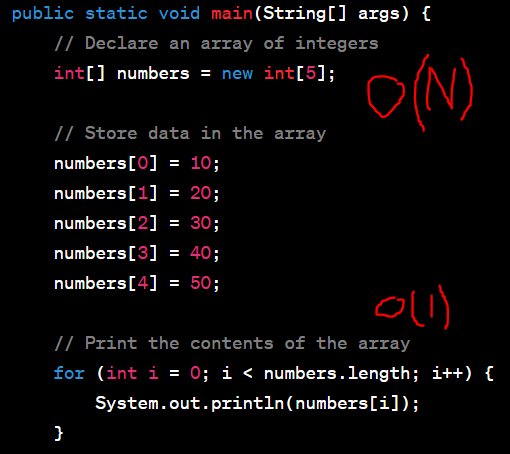 public static void main(String[] args) {
// Declare an array of integers
int[] numbers = new int[5];
O(N)
// Store data in the array
numbers[0] = 10;
numbers[1] = 20;
numbers[2] = 30;
numbers[3] = 40;
numbers[4] = 50;
O(1)
// Print the contents of the array
for (int i = 0; i < numbers.length; i++) {
System.out.println(numbers[i]);
}